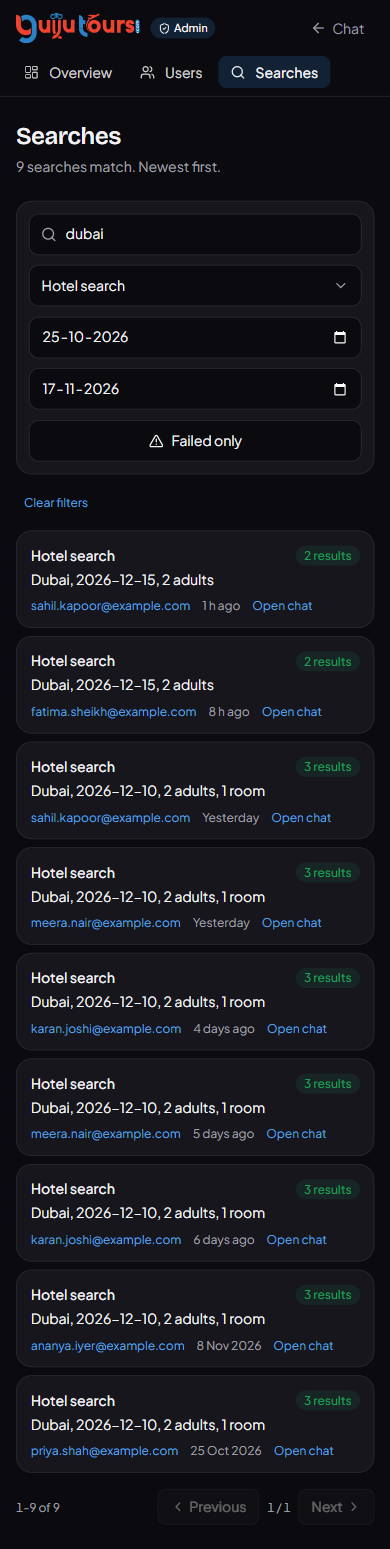 gujju tours
Admin
Chat
Overview
Users
Searches
Searches
9 searches match. Newest first.
dubai
Hotel search
25-10-2026
17-11-2026
Failed only
Clear filters
Hotel search 2 results
Dubai, 2026-12-15, 2 adults
sahil.kapoor@example.com 1 h ago Open chat
Hotel search 2 results
Dubai, 2026-12-15, 2 adults
fatima.sheikh@example.com 8 h ago Open chat
Hotel search 3 results
Dubai, 2026-12-10, 2 adults, 1 room
sahil.kapoor@example.com Yesterday Open chat
Hotel search 3 results
Dubai, 2026-12-10, 2 adults, 1 room
meera.nair@example.com Yesterday Open chat
Hotel search 3 results
Dubai, 2026-12-10, 2 adults, 1 room
karan.joshi@example.com 4 days ago Open chat
Hotel search 3 results
Dubai, 2026-12-10, 2 adults, 1 room
meera.nair@example.com 5 days ago Open chat
Hotel search 3 results
Dubai, 2026-12-10, 2 adults, 1 room
karan.joshi@example.com 6 days ago Open chat
Hotel search 3 results
Dubai, 2026-12-10, 2 adults, 1 room
ananya.iyer@example.com 8 Nov 2026 Open chat
Hotel search 3 results
Dubai, 2026-12-10, 2 adults, 1 room
priya.shah@example.com 25 Oct 2026 Open chat
1-9 of 9 Previous 1/1 Next